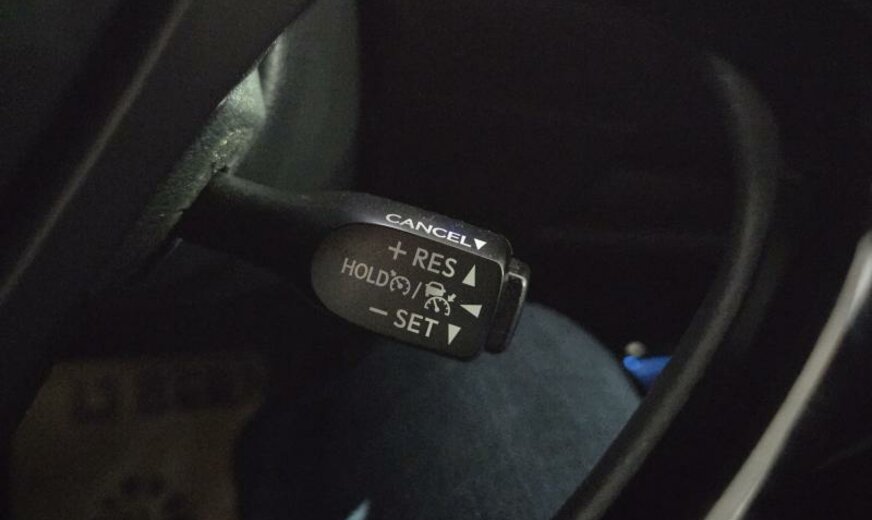 CANCEL▼
+ RES ▲
HOLD / ◀
− SET ▼